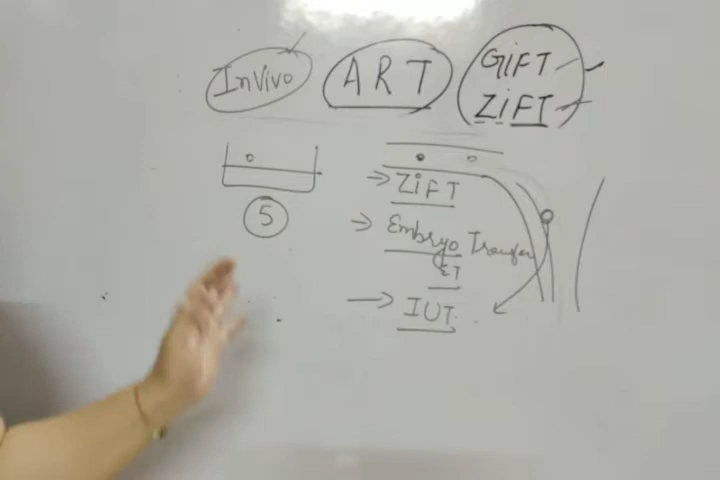 InVivo
ART
GiFT
ZiFT
5
ZiFT
Embryo Transfer
ET
IUT